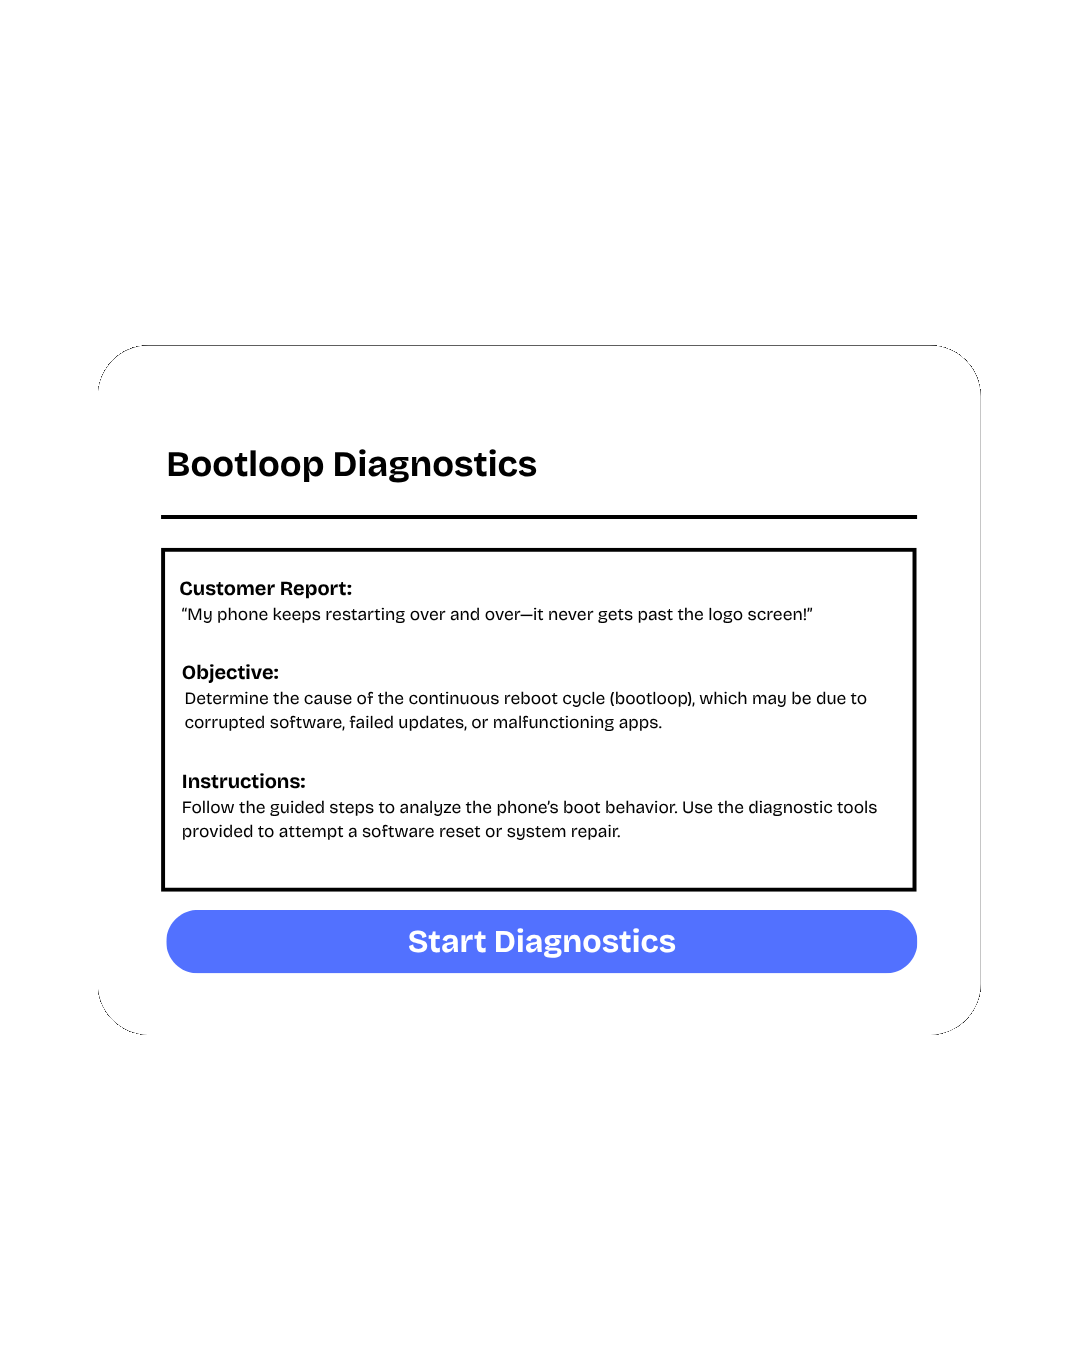 Bootloop Diagnostics
Customer Report:
“My phone keeps restarting over and over—it never gets past the logo screen!”
Objective:
Determine the cause of the continuous reboot cycle (bootloop), which may be due to
corrupted software, failed updates, or malfunctioning apps.
Instructions:
Follow the guided steps to analyze the phone’s boot behavior. Use the diagnostic tools
provided to attempt a software reset or system repair.
Start Diagnostics